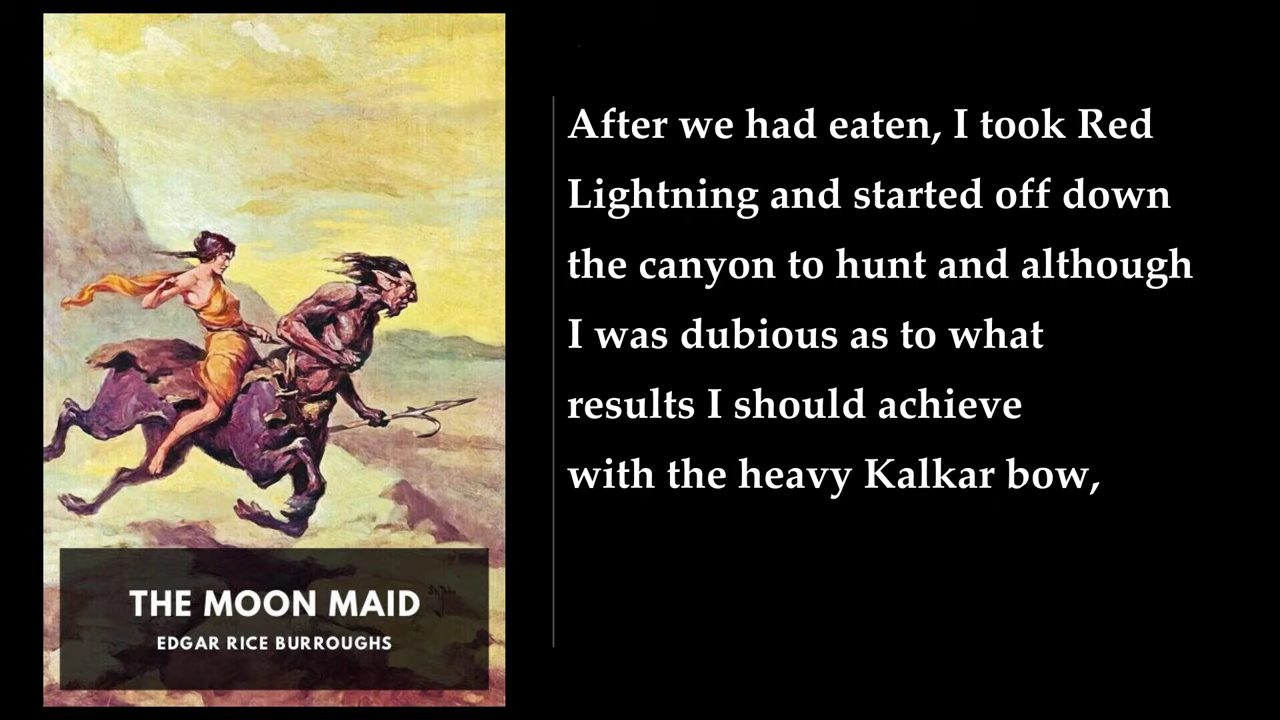 THE MOON MAID
EDGAR RICE BURROUGHS
After we had eaten, I took Red
Lightning and started off down
the canyon to hunt and although
I was dubious as to what
results I should achieve
with the heavy Kalkar bow,